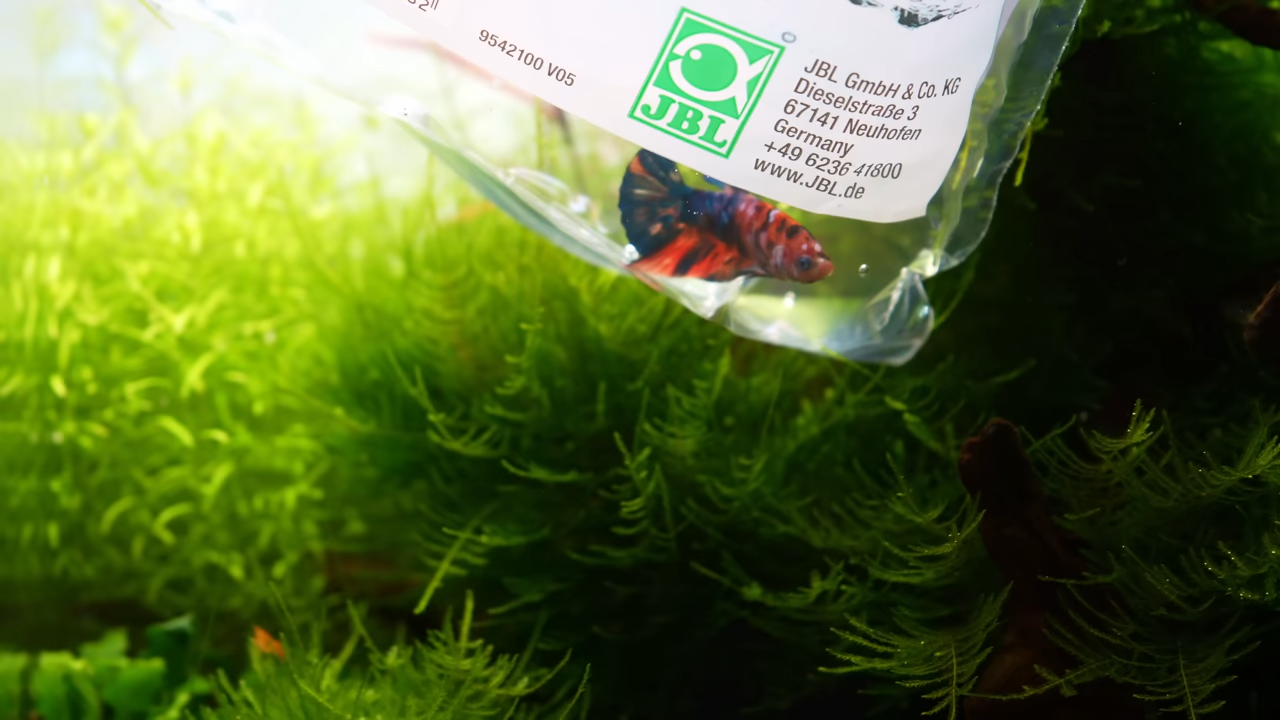 9542100 V05
JBL
JBL GmbH & Co. KG
Dieselstraße 3
67141 Neuhofen
Germany
+49 6236 41800
www.JBL.de